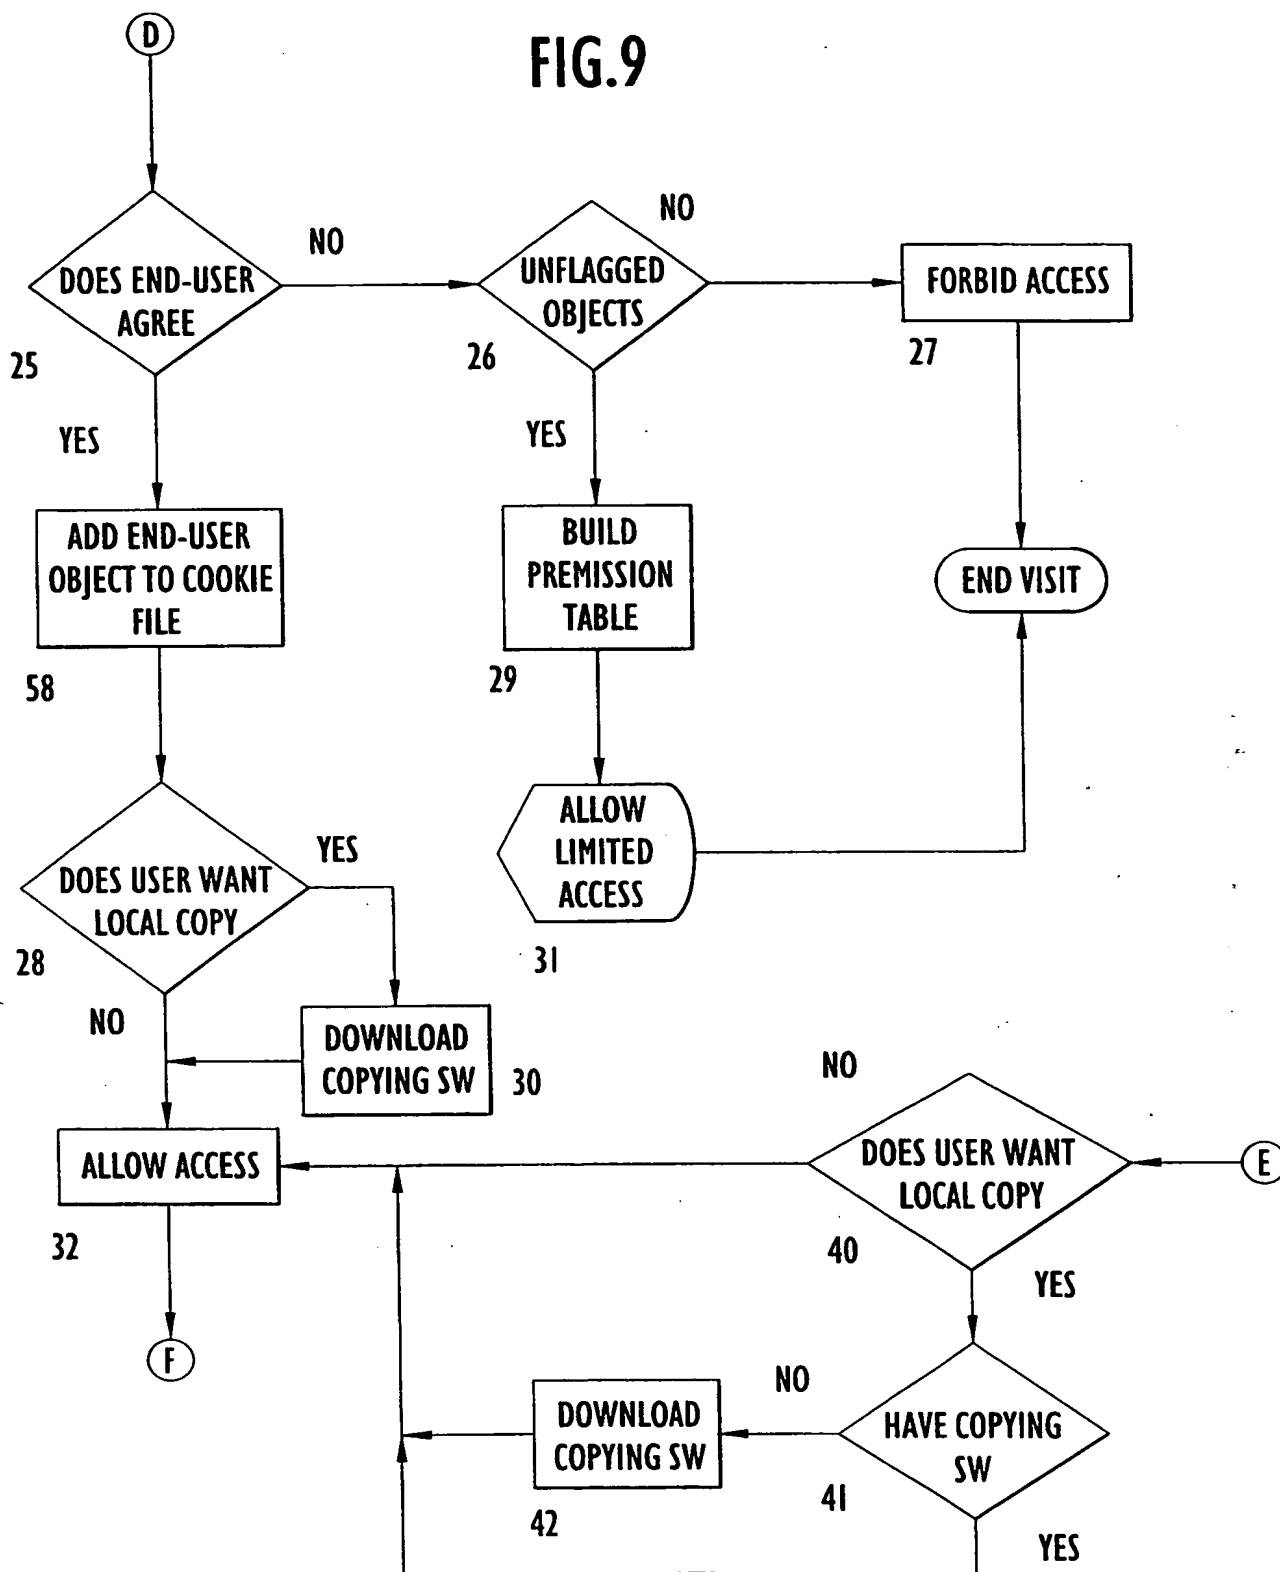 D
FIG.9
DOES END-USER
AGREE
25
NO
UNFLAGGED
OBJECTS
26
NO
FORBID ACCESS
27
YES
YES
ADD END-USER
OBJECT TO COOKIE
FILE
58
BUILD
PREMISSION
TABLE
29
END VISIT
DOES USER WANT
LOCAL COPY
28
YES
ALLOW
LIMITED
ACCESS
31
NO
DOWNLOAD
COPYING SW
30
NO
ALLOW ACCESS
32
DOES USER WANT
LOCAL COPY
40
E
YES
F
DOWNLOAD
COPYING SW
42
NO
HAVE COPYING
SW
41
YES